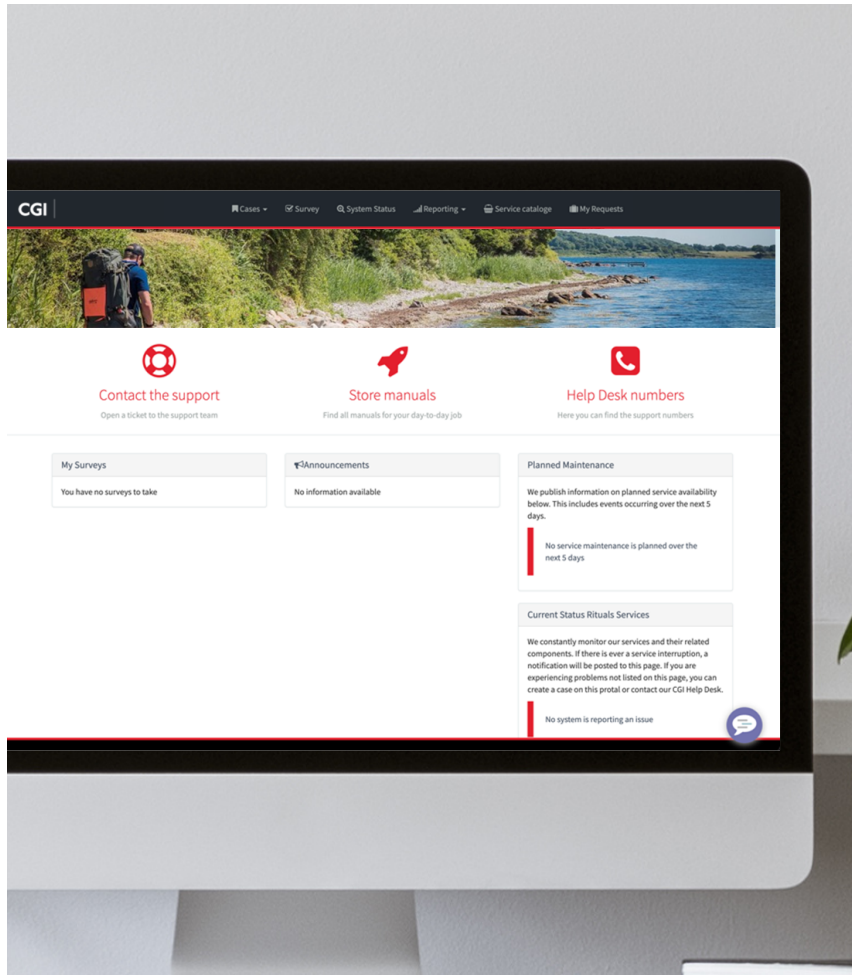 CGI
Cases Survey System Status Reporting Service cataloge My Requests
Contact the support
Open a ticket to the support team
Store manuals
Find all manuals for your day-to-day job
Help Desk numbers
Here you can find the support numbers
My Surveys
You have no surveys to take
Announcements
No information available
Planned Maintenance
We publish information on planned service availability
below. This includes events occurring over the next 5
days.
No service maintenance is planned over the
next 5 days
Current Status Rituals Services
We constantly monitor our services and their related
components. If there is ever a service interruption, a
notification will be posted to this page. If you are
experiencing problems not listed on this page, you can
create a case on this protal or contact our CGI Help Desk.
No system is reporting an issue